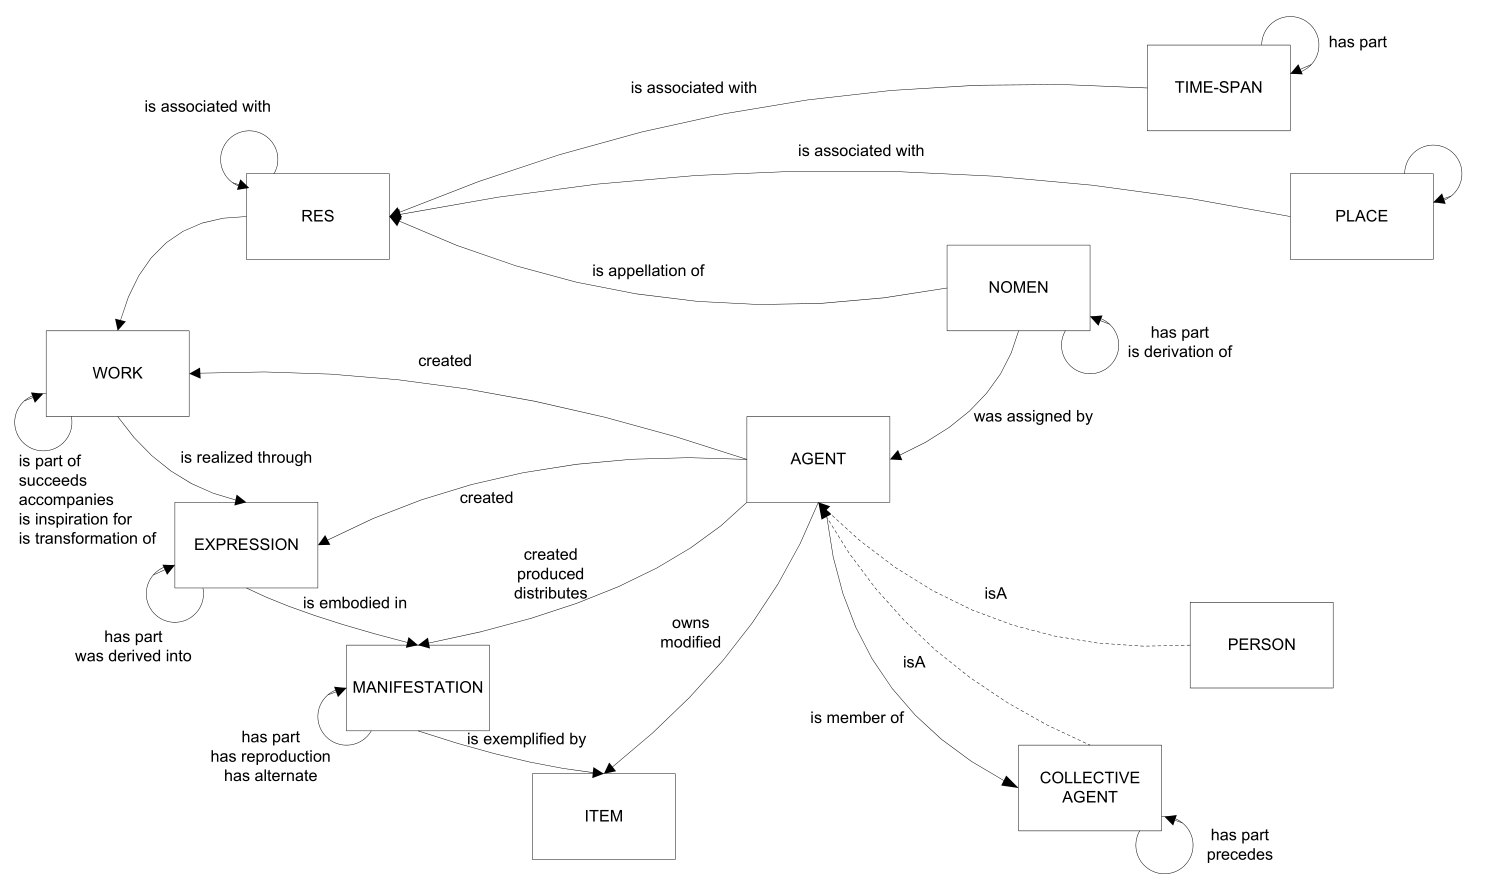 has part
TIME-SPAN
is associated with
is associated with
is associated with
RES
PLACE
is appellation of
NOMEN
has part
is derivation of
created
WORK
was assigned by
AGENT
is part of
succeeds
accompanies
is inspiration for
is transformation of
is realized through
created
EXPRESSION
created
produced
distributes
is embodied in
isA
has part
was derived into
owns
modified
PERSON
isA
MANIFESTATION
is member of
has part
has reproduction
has alternate
is exemplified by
COLLECTIVE
AGENT
ITEM
has part
precedes